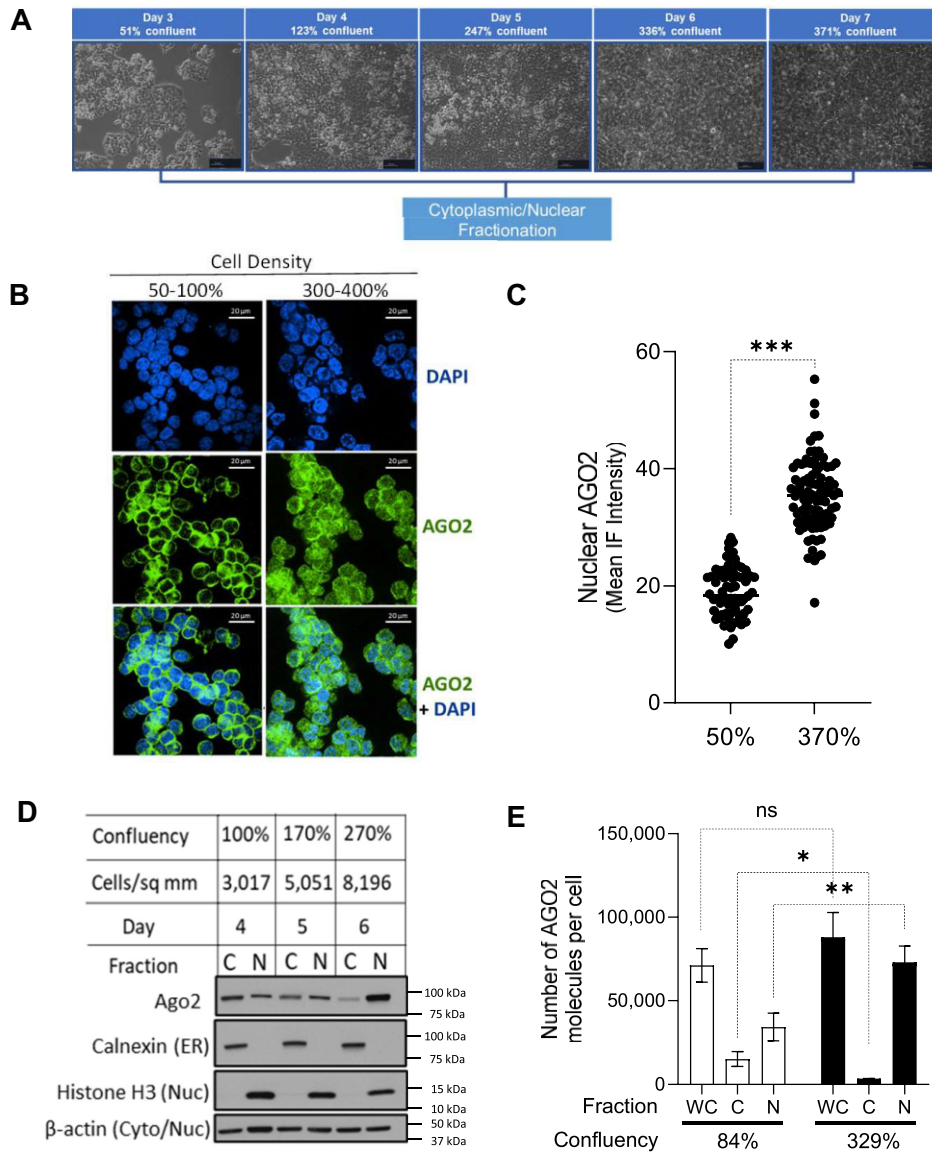 A
Day 3
51% confluent
Day 4
123% confluent
Day 5
247% confluent
Day 6
336% confluent
Day 7
371% confluent
Cytoplasmic/Nuclear
Fractionation
B
Cell Density
50-100%
300-400%
20 µm
20 µm
DAPI
20 µm
20 µm
AGO2
20 µm
20 µm
AGO2
+ DAPI
C
Nuclear AGO2
(Mean IF Intensity)
60
40
20
0
***
50%
370%
D
Confluency 100% 170% 270%
Cells/sq mm 3,017 5,051 8,196
Day 4 5 6
Fraction C N C N C N
Ago2
100 kDa
75 kDa
Calnexin (ER)
100 kDa
75 kDa
Histone H3 (Nuc)
15 kDa
10 kDa
β-actin (Cyto/Nuc)
50 kDa
37 kDa
E
Number of AGO2
molecules per cell
150,000
100,000
50,000
0
ns
*
**
Fraction WC C N WC C N
Confluency 84% 329%